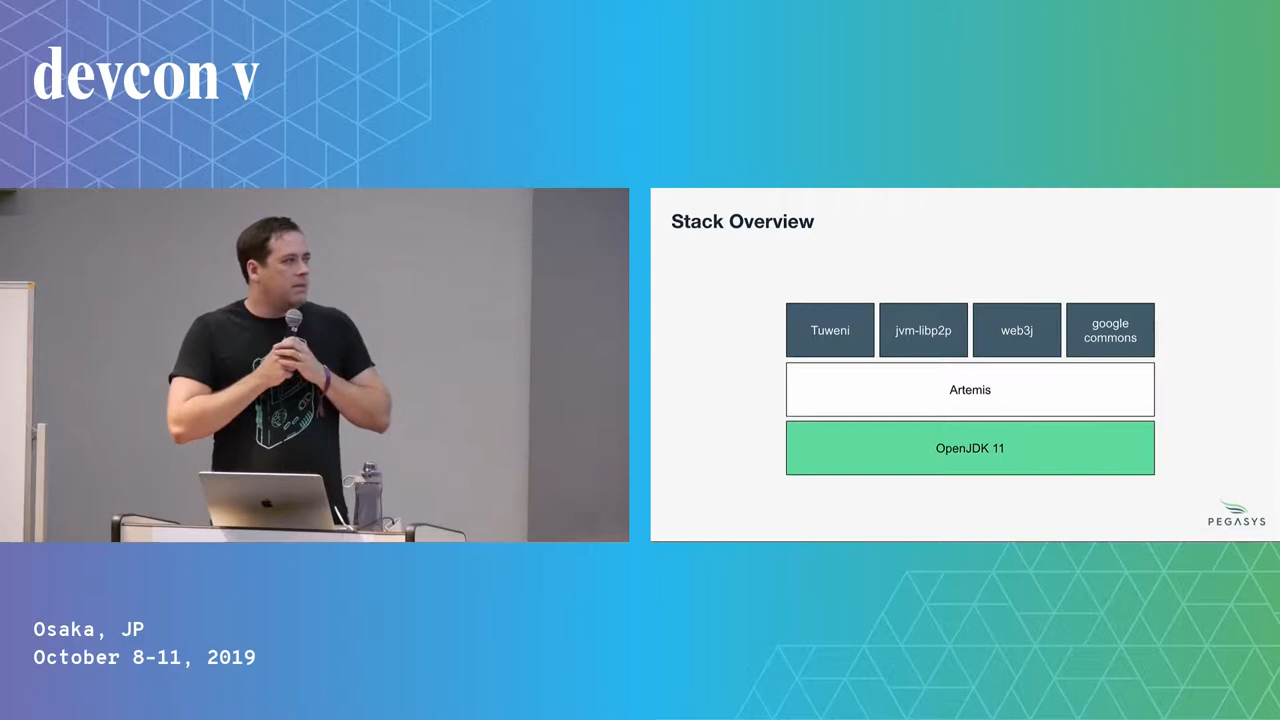 devcon v
Stack Overview
Tuweni
jvm-libp2p
web3j
google
commons
Artemis
OpenJDK 11
PEGASYS
Osaka, JP
October 8-11, 2019